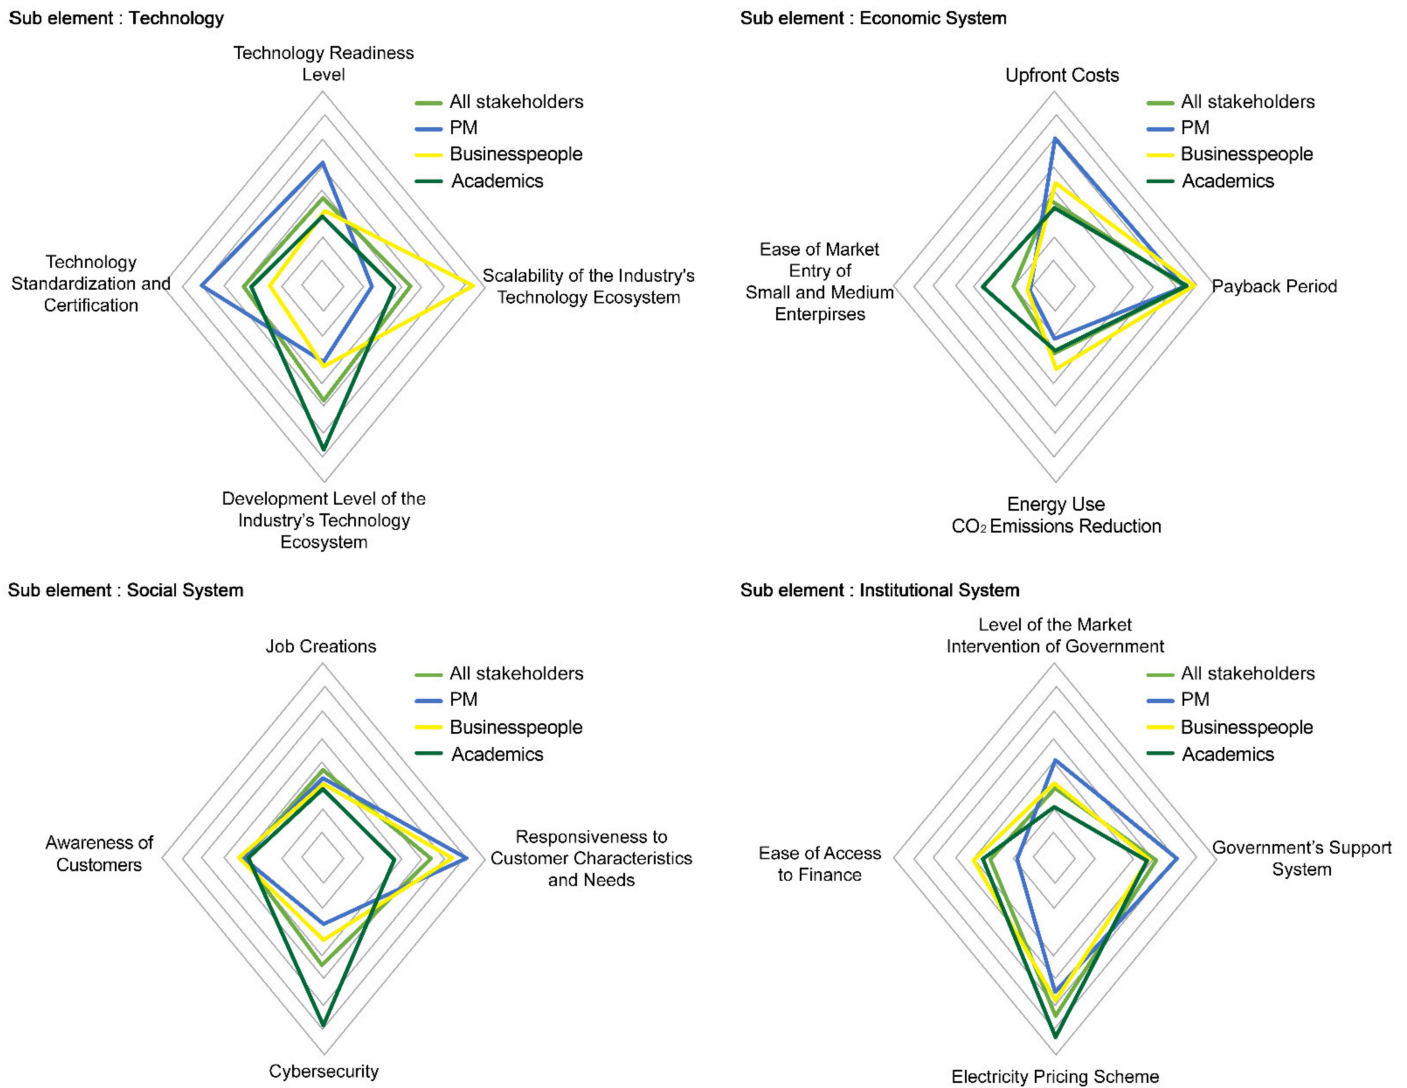 Sub element : Technology
Technology Readiness
Level
All stakeholders
PM
Businesspeople
Academics
Technology
Standardization and
Certification
Scalability of the Industry's
Technology Ecosystem
Development Level of the
Industry's Technology
Ecosystem
Sub element : Economic System
Upfront Costs
All stakeholders
PM
Businesspeople
Academics
Ease of Market
Entry of
Small and Medium
Enterpirses
Payback Period
Energy Use
CO₂ Emissions Reduction
Sub element : Social System
Job Creations
All stakeholders
PM
Businesspeople
Academics
Awareness of
Customers
Responsiveness to
Customer Characteristics
and Needs
Cybersecurity
Sub element : Institutional System
Level of the Market
Intervention of Government
All stakeholders
PM
Businesspeople
Academics
Ease of Access
to Finance
Government's Support
System
Electricity Pricing Scheme